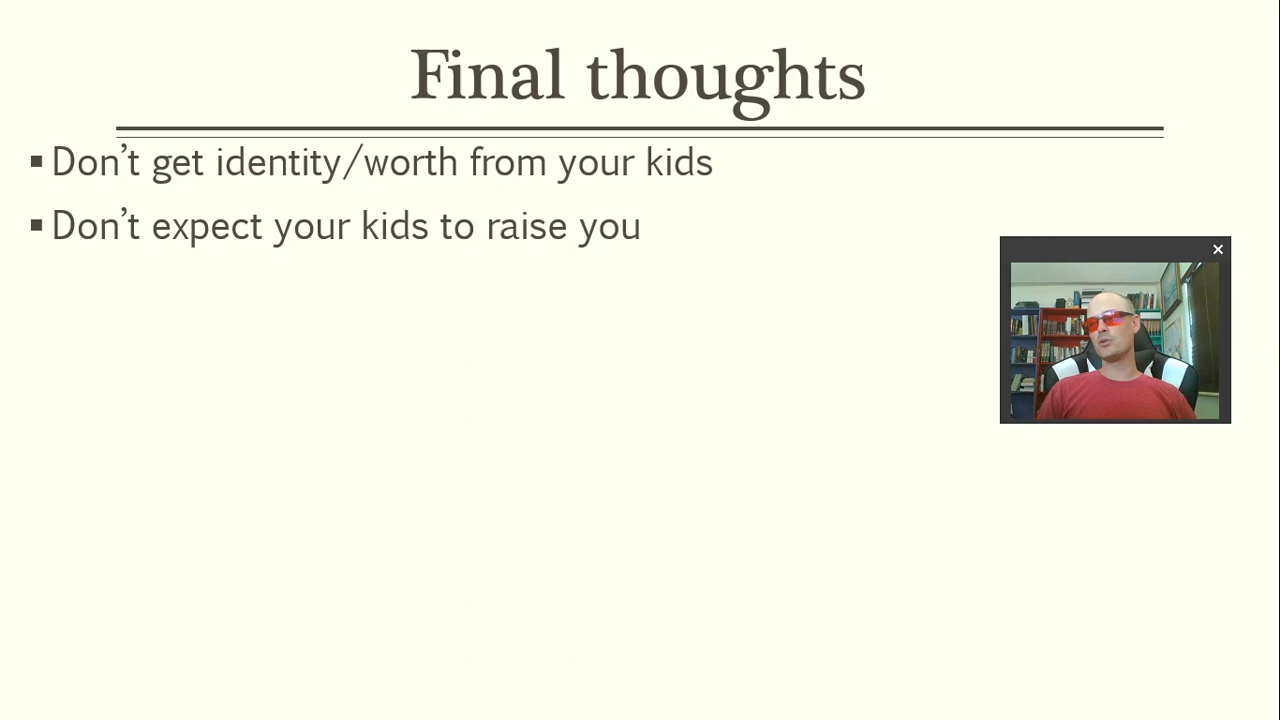 Final thoughts
Don’t get identity/worth from your kids
Don’t expect your kids to raise you